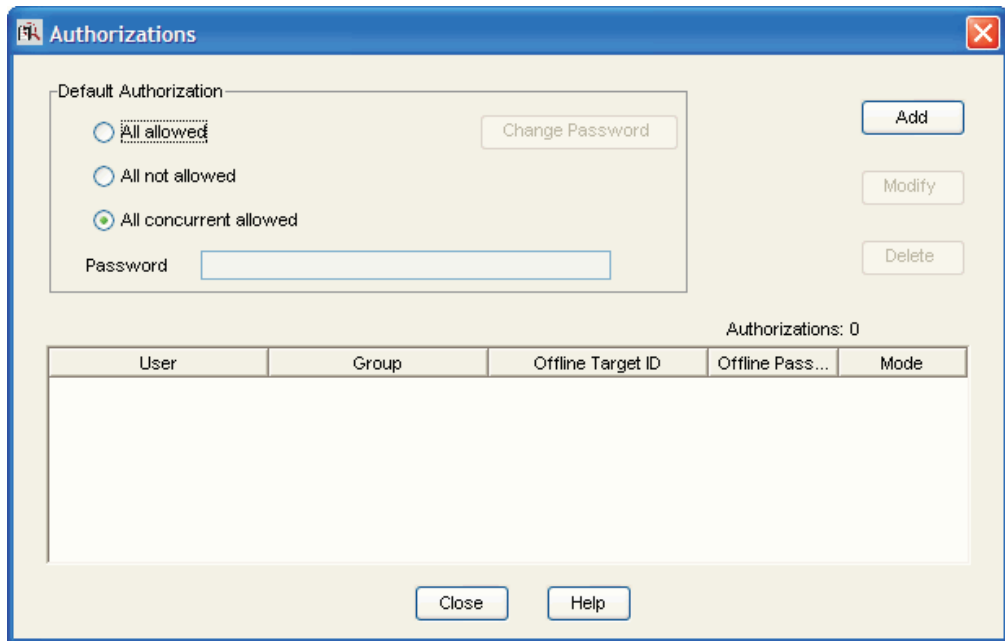 Authorizations
Default Authorization
All allowed
Change Password
All not allowed
All concurrent allowed
Password
Add
Modify
Delete
Authorizations: 0
User Group Offline Target ID Offline Pass... Mode
Close Help